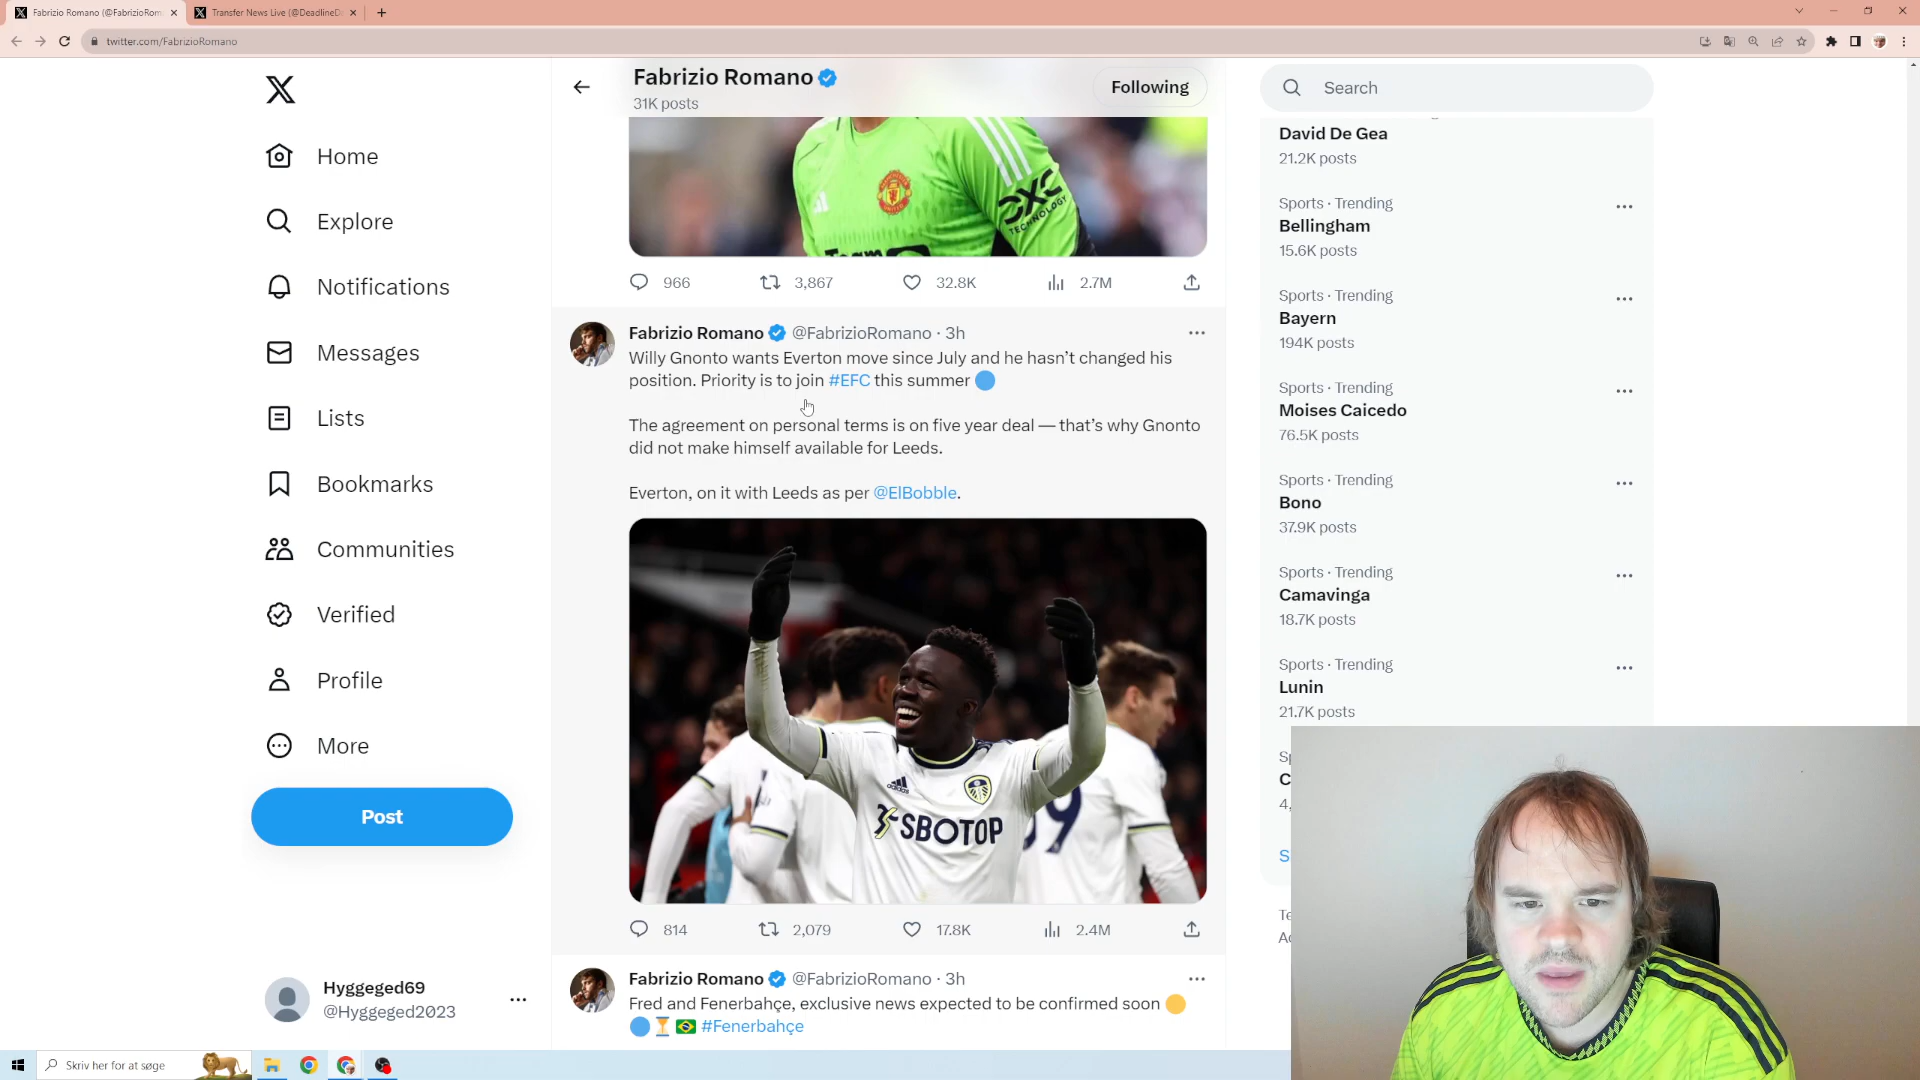 Fabrizio Romano (@FabrizioRom
Transfer News Live (@DeadlineD
twitter.com/FabrizioRomano
Home
Explore
Notifications
Messages
Lists
Bookmarks
Communities
Verified
Profile
More
Post
Hyggeged69
@Hyggeged2023
Fabrizio Romano
31K posts
Following
DXC
TECHNOLOGY
Team
966 3,867 32.8K 2.7M
Fabrizio Romano @FabrizioRomano · 3h
Willy Gnonto wants Everton move since July and he hasn't changed his
position. Priority is to join #EFC this summer
The agreement on personal terms is on five year deal — that's why Gnonto
did not make himself available for Leeds.
Everton, on it with Leeds as per @ElBobble.
adidas
SBOTOP
814 2,079 17.8K 2.4M
Fabrizio Romano @FabrizioRomano · 3h
Fred and Fenerbahçe, exclusive news expected to be confirmed soon
#Fenerbahçe
Search
David De Gea
21.2K posts
Sports · Trending
Bellingham
15.6K posts
Sports · Trending
Bayern
194K posts
Sports · Trending
Moises Caicedo
76.5K posts
Sports · Trending
Bono
37.9K posts
Sports · Trending
Camavinga
18.7K posts
Sports · Trending
Lunin
21.7K posts
Skriv her for at søge